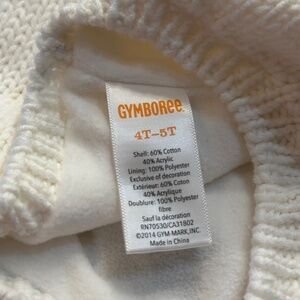 GYMBOREE
4T–5T
Shell: 60% Cotton
40% Acrylic
Lining: 100% Polyester
Exclusive of decoration
Extérieur: 60% Coton
40% Acrylique
Doublure: 100% Polyester
fibre
Sauf la décoration
RN70530/CA31802
©2014 GYM-MARK, INC.
Made in China